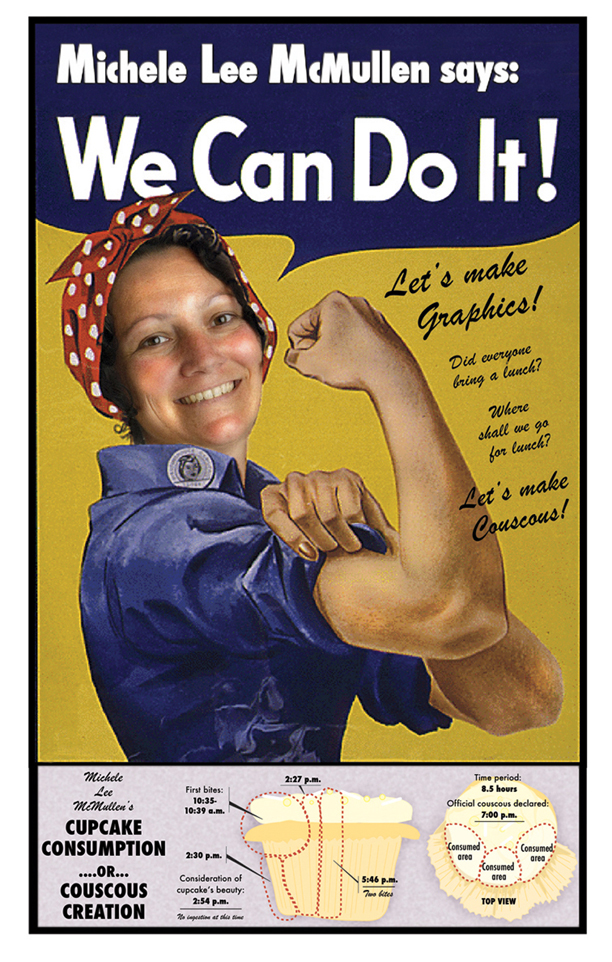 Michele Lee McMullen says:
We Can Do It!
Let's make
Graphics!
Did everyone
bring a lunch?
Where
shall we go
for lunch?
Let's make
Couscous!
Michele
Lee
McMullen's
CUPCAKE
CONSUMPTION
....OR...
COUSCOUS
CREATION
First bites:
10:35-
10:39 a.m.
2:27 p.m.
2:30 p.m.
Consideration of
cupcake's beauty:
2:54 p.m.
No ingestion at this time
5:46 p.m.
Two bites
Time period:
8.5 hours
Official couscous declared:
7:00 p.m.
Consumed
area
Consumed
area
Consumed
area
TOP VIEW